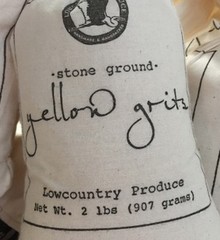 ·stone ground·
yellow grits
Lowcountry Produce
Net Wt. 2 lbs (907 grams)